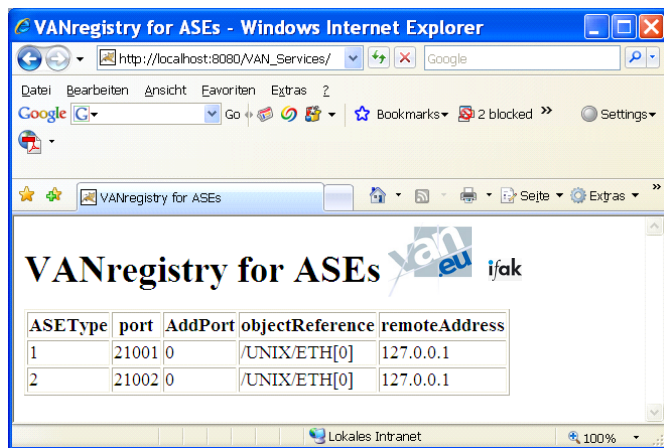 VANregistry for ASEs - Windows Internet Explorer
http://localhost:8080/VAN_Services/ Google
Datei Bearbeiten Ansicht Favoriten Extras ?
Google G Go 2 blocked Bookmarks Settings
VANregistry for ASEs Seite Extras
VANregistry for ASEs van.eu ifak
ASEType port AddPort objectReference remoteAddress
1 21001 0 /UNIX/ETH[0] 127.0.0.1
2 21002 0 /UNIX/ETH[0] 127.0.0.1
Lokales Intranet 100%